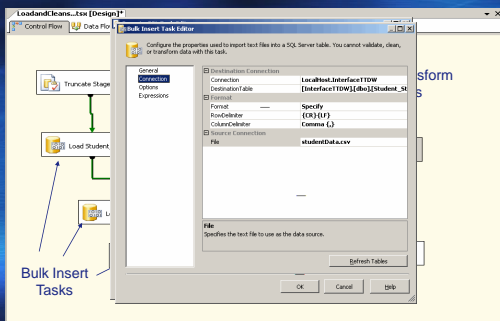 LoadandCleans...tsx [Design]*
Control Flow
Data Flo
Bulk Insert Task Editor
Configure the properties used to import text files into a SQL Server table. You cannot validate, clean,
or transform data with this task.
General
Connection
Options
Expressions
Destination Connection
Connection LocalHost.InterfaceTTDW
DestinationTable [InterfaceTTDW].[dbo].[Student_St
Format
Format Specify
RowDelimiter {CR}{LF}
ColumnDelimiter Comma {,}
Source Connection
File studentData.csv
File
Specifies the text file to use as the data source.
Refresh Tables
OK Cancel Help
Truncate Stage
Load Student
L
sform
s
Bulk Insert
Tasks